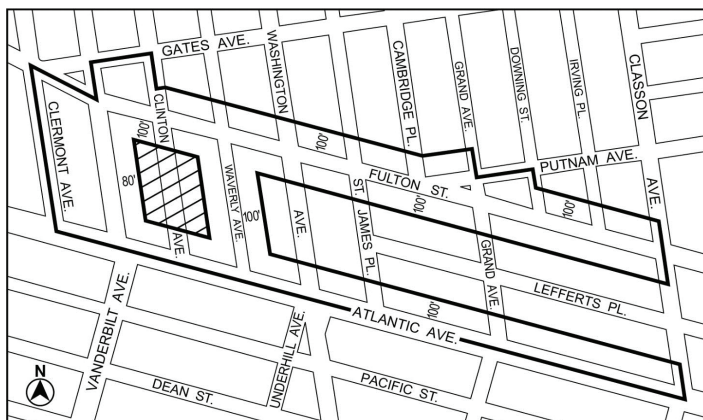 GATES AVE.
WASHINGTON
CAMBRIDGE PL.
GRAND AVE.
DOWNING ST.
IRVING PL.
CLASSON
CLERMONT AVE.
100'
CLINTON
100'
PUTNAM AVE.
80'
WAVERLY AVE.
FULTON ST.
100'
AVE.
100'
AVE.
ST.
JAMES PL.
100'
AVE.
GRAND AVE.
LEFFERTS PL.
100'
VANDERBILT AVE.
UNDERHILL AVE.
ATLANTIC AVE.
N
DEAN ST.
PACIFIC ST.